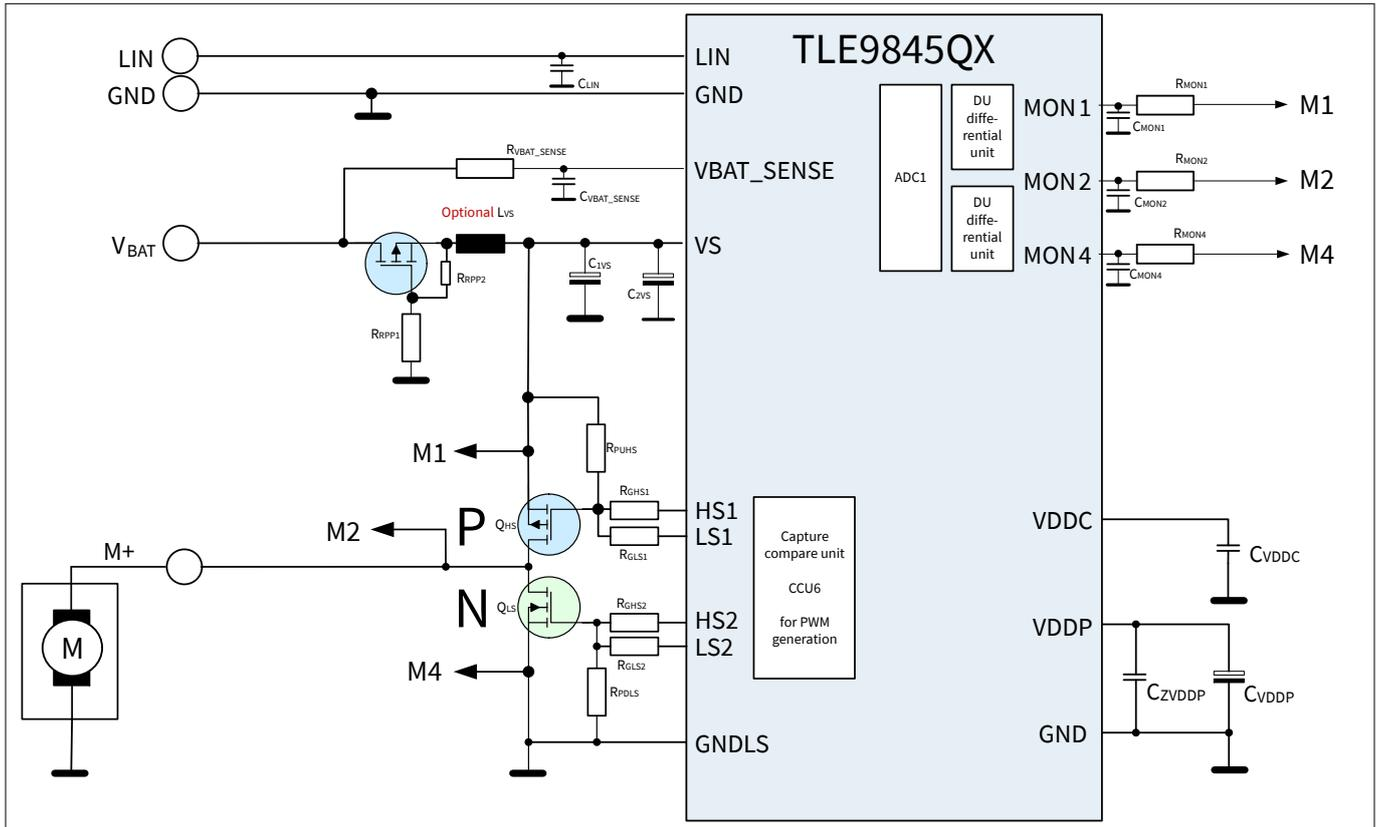 TLE9845QX
LIN
GND
CLIN
LIN
GND
RVBAT_SENSE
CVBAT_SENSE
VBAT_SENSE
Optional LVS
VBAT
RRPP2
RRPP1
C1VS
C2VS
VS
ADC1
DU
diffe-
rential
unit
DU
diffe-
rential
unit
MON 1
MON 2
MON 4
RMON1
CMON1
M1
RMON2
CMON2
M2
RMON4
CMON4
M4
M1
RPUHS
M2
P
QHS
RGHS1
RGLS1
HS1
LS1
M+
N
QLS
RGHS2
RGLS2
HS2
LS2
M
M4
RPDLS
GNDLS
Capture
compare unit
CCU6
for PWM
generation
VDDC
CVDDC
VDDP
CZVDDP
CVDDP
GND